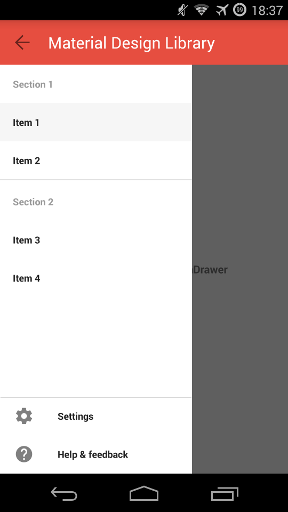 18:37
Material Design Library
Section 1
Item 1
Item 2
Section 2
Item 3
Item 4
Drawer
Settings
Help & feedback